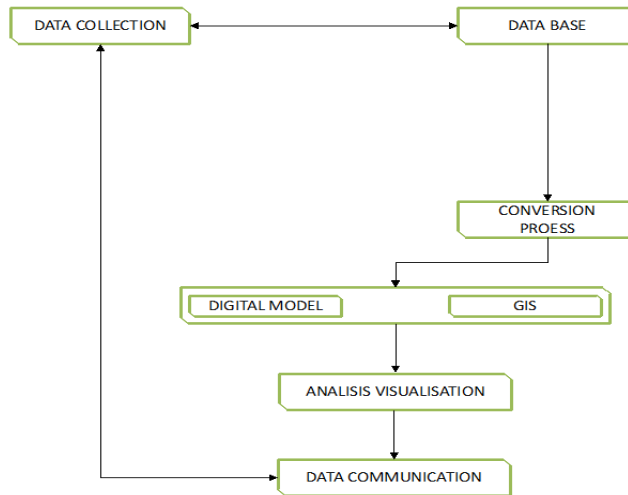 DATA COLLECTION
DATA BASE
CONVERSION
PROESS
DIGITAL MODEL
GIS
ANALISIS VISUALISATION
DATA COMMUNICATION